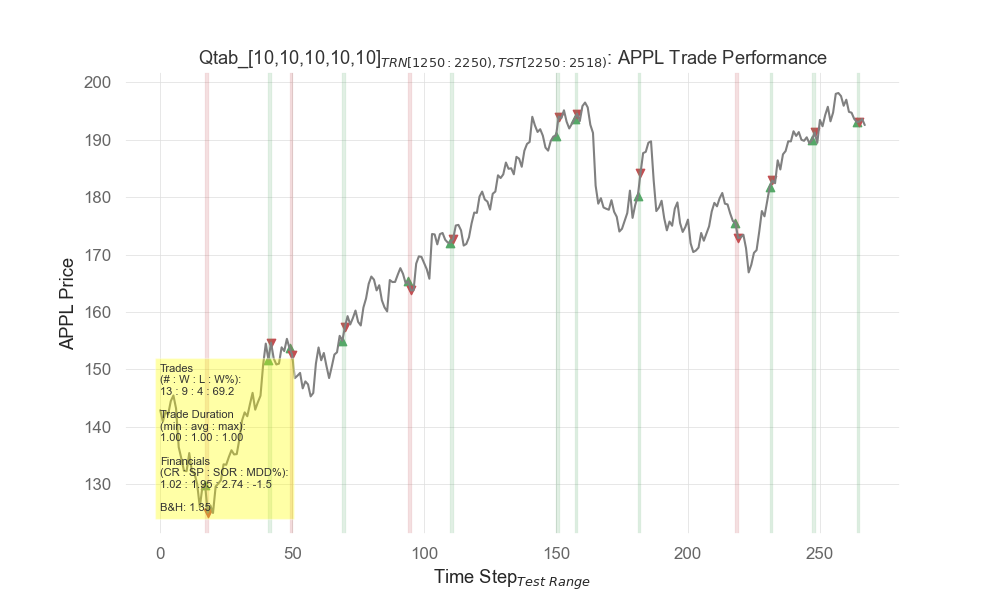 Qtab_[10,10,10,10,10]TRN[1250 : 2250), TST[2250 : 2518): APPL Trade Performance
200
190
180
170
160
150
140
130
APPL Price
Trades
(# : W : L : W%):
13 : 9 : 4 : 69.2
Trade Duration
(min : avg : max):
1.00 : 1.00 : 1.00
Financials
(CR : SP : SOR : MDD%):
1.02 : 1.95 : 2.74 : -1.5
B&H: 1.35
0 50 100 150 200 250
Time StepTest Range